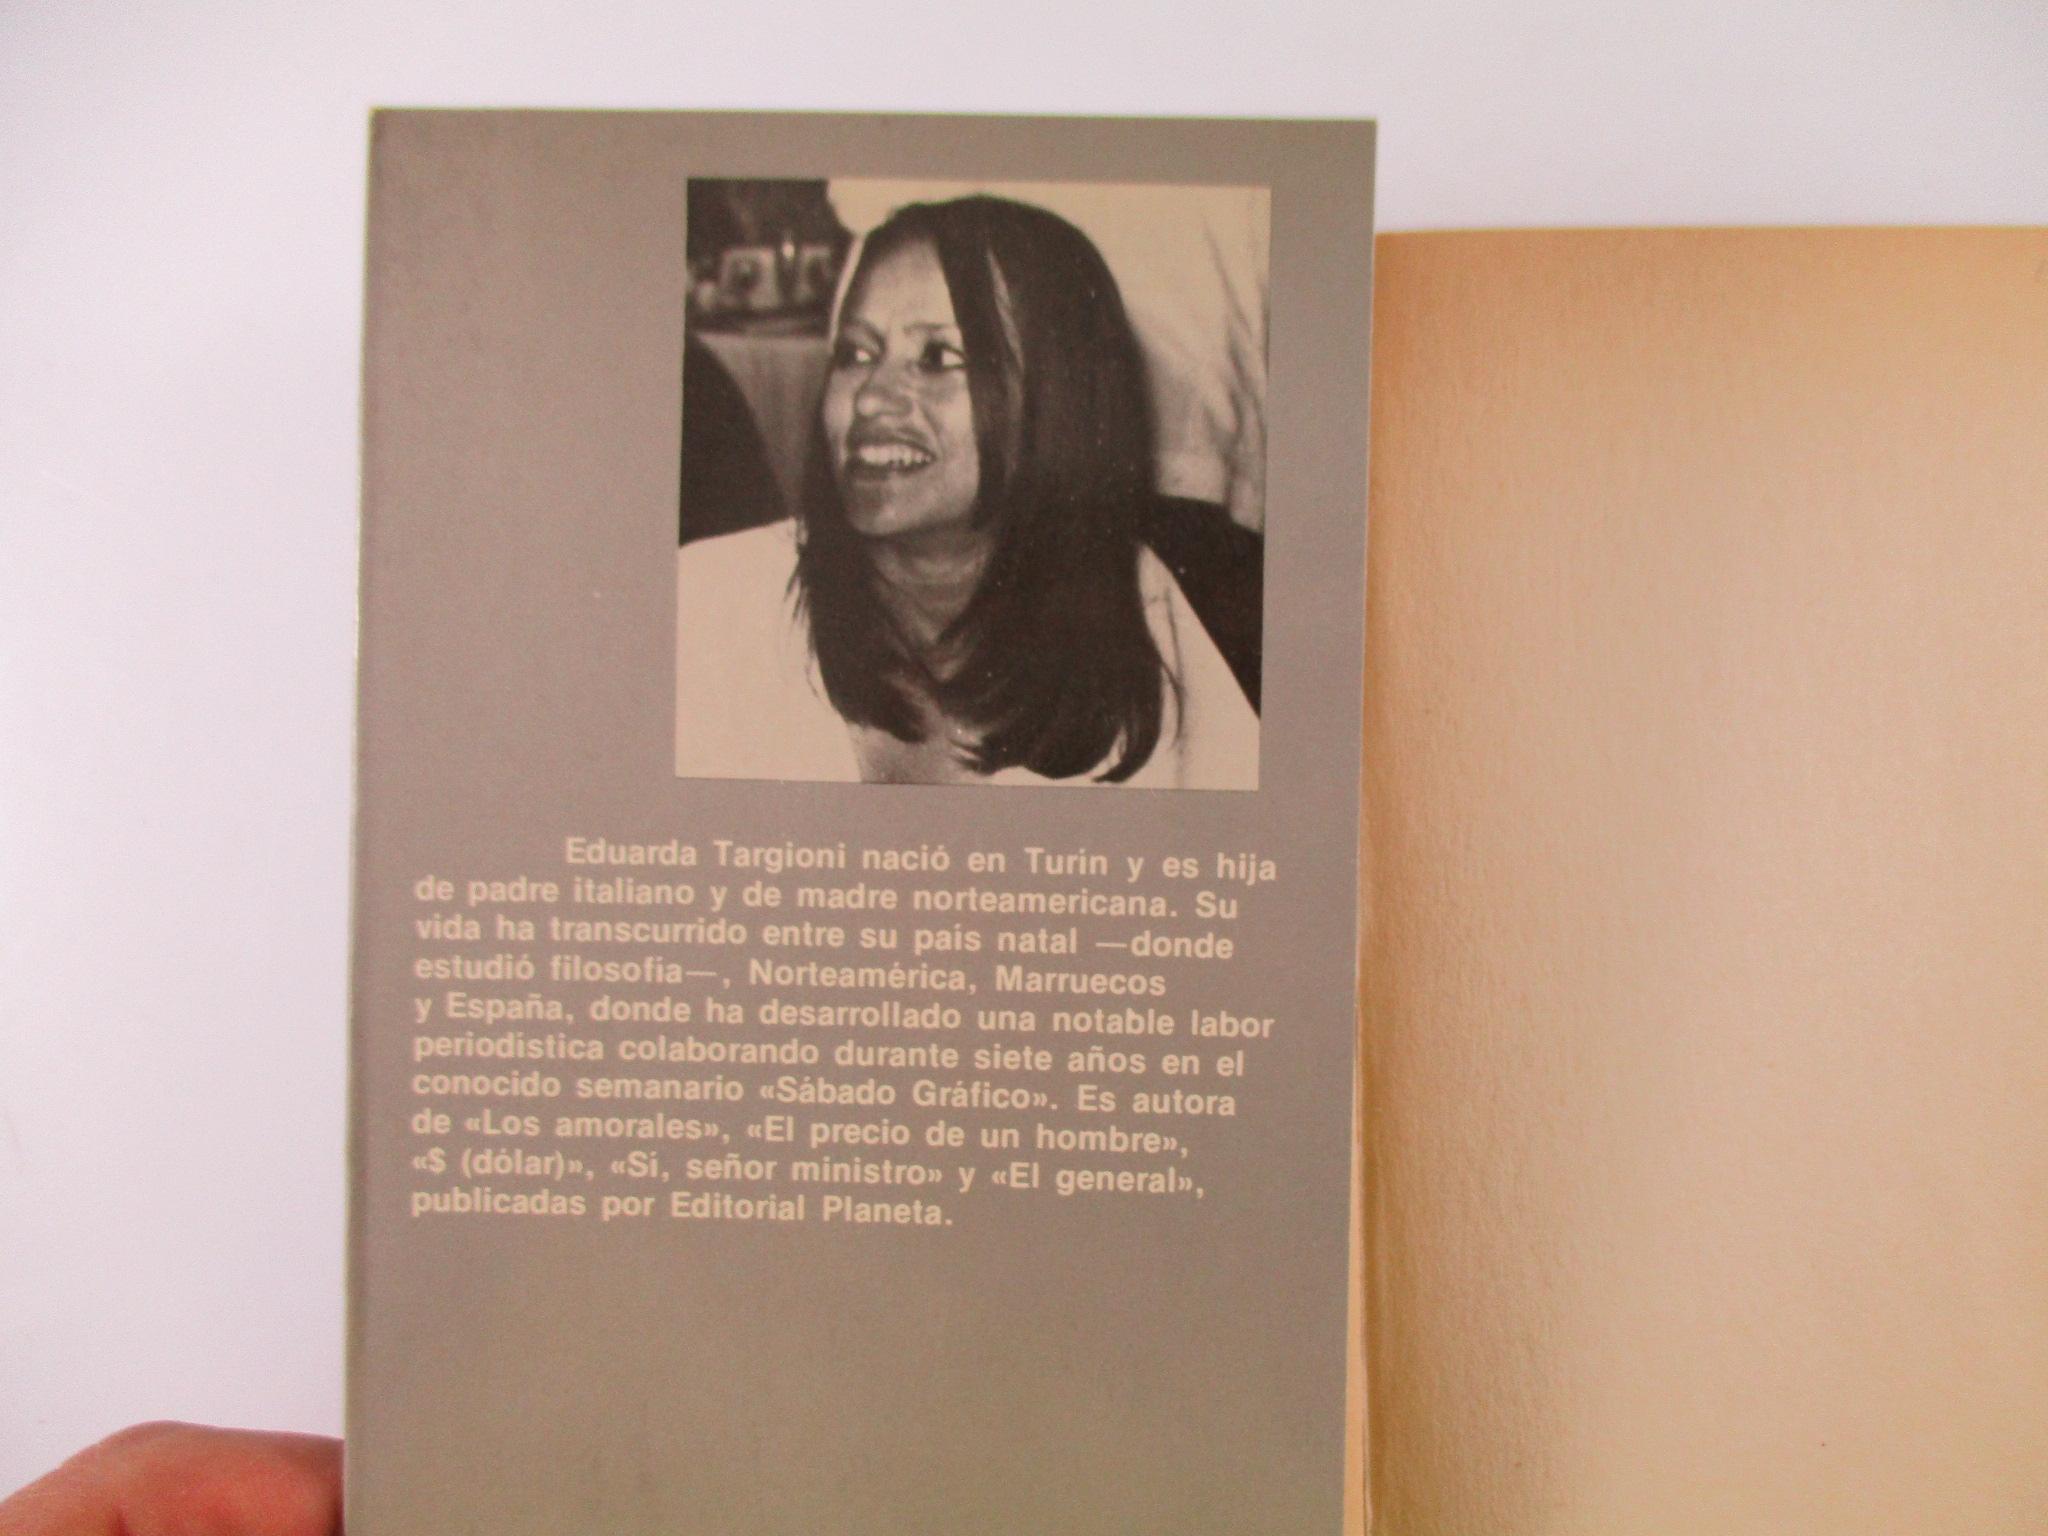 Eduarda Targioni nació en Turín y es hija
de padre italiano y de madre norteamericana. Su
vida ha transcurrido entre su país natal —donde
estudió filosofía—, Norteamérica, Marruecos
y España, donde ha desarrollado una notable labor
periodística colaborando durante siete años en el
conocido semanario «Sábado Gráfico». Es autora
de «Los amorales», «El precio de un hombre»,
«$ (dólar)», «Sí, señor ministro» y «El general»,
publicadas por Editorial Planeta.